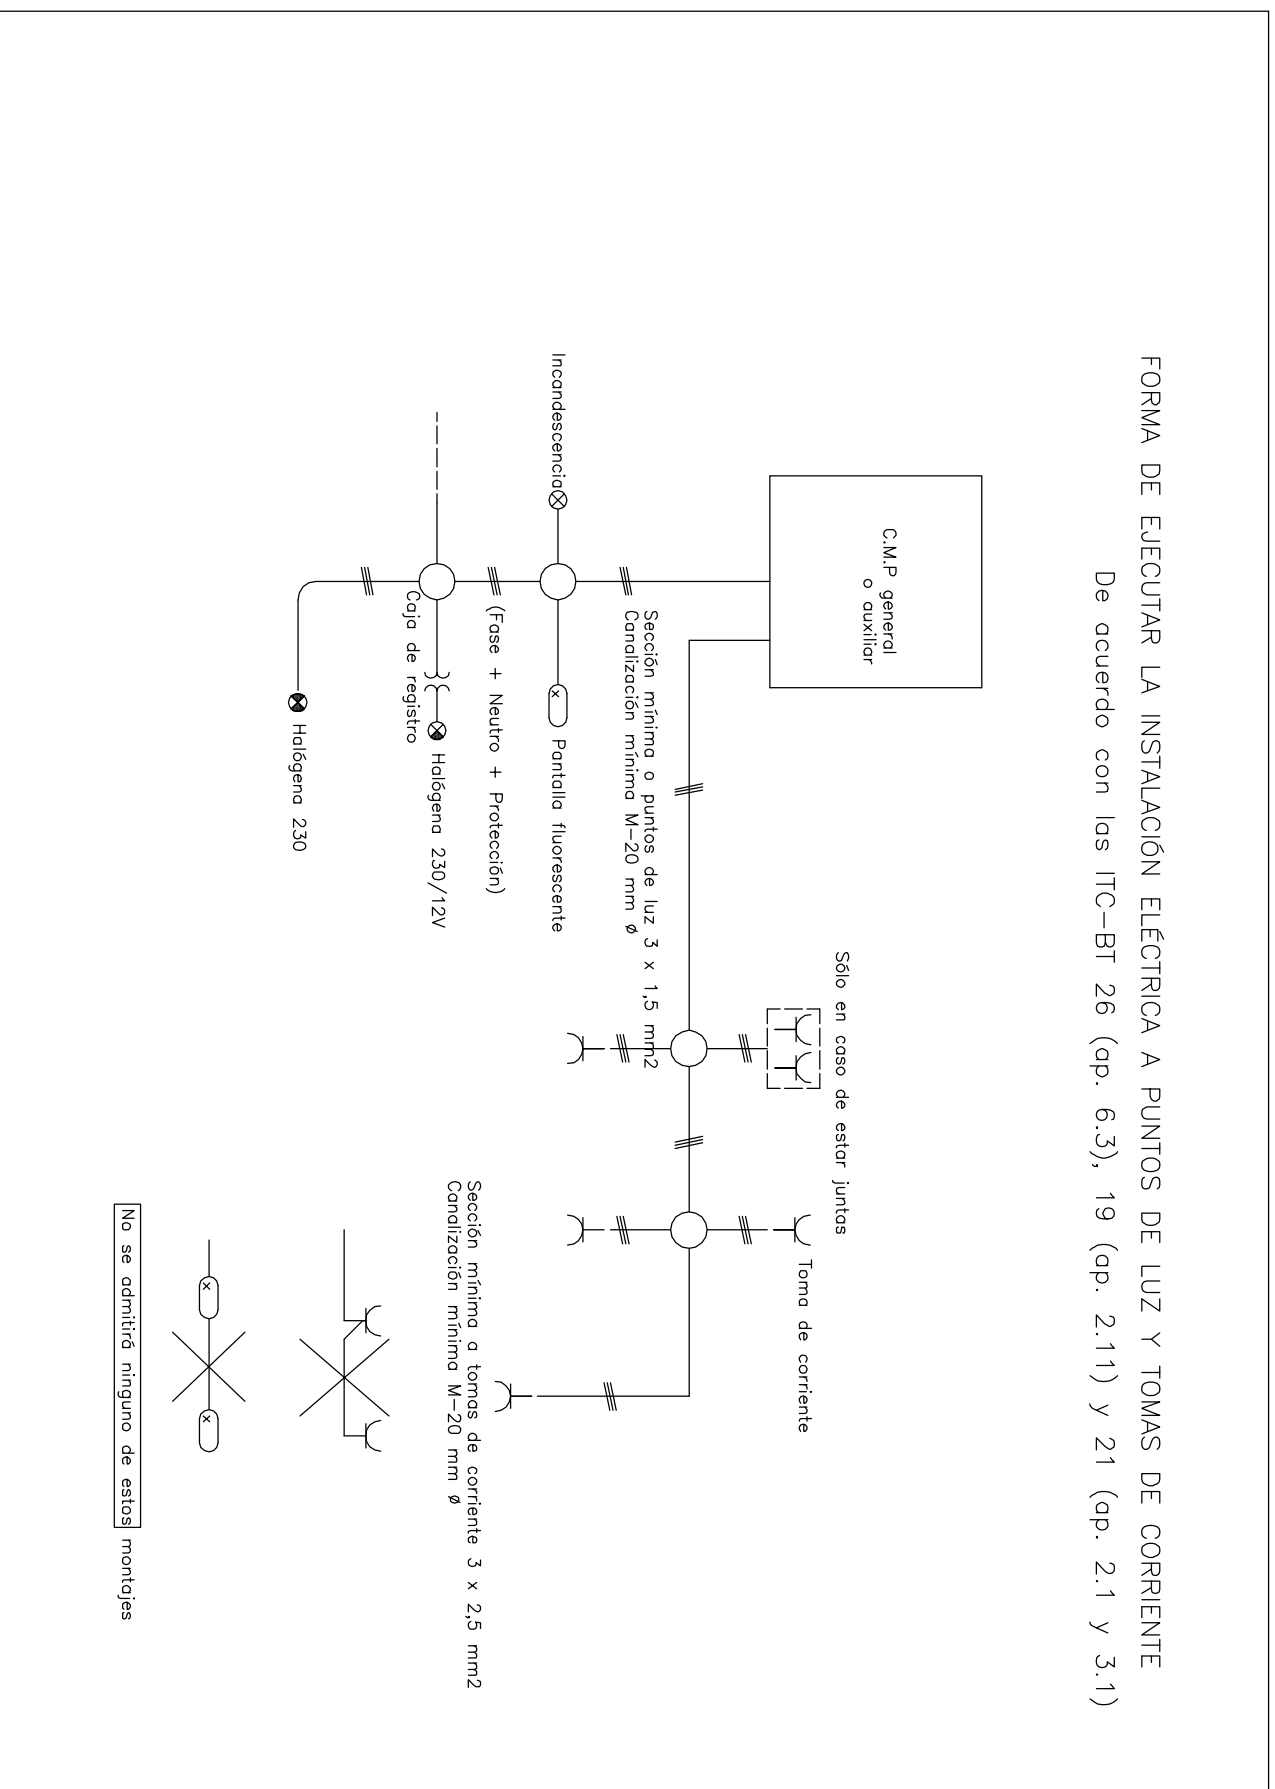 FORMA DE EJECUTAR LA INSTALACIÓN ELÉCTRICA A PUNTOS DE LUZ Y TOMAS DE CORRIENTE
De acuerdo con las ITC-BT 26 (ap. 6.3), 19 (ap. 2.11) y 21 (ap. 2.1 y 3.1)
C.M.P general
o auxiliar
Sólo en caso de estar juntas
Toma de corriente
Sección mínima o puntos de luz 3 x 1,5 mm2
Canalización mínima M-20 mm ø
Incandescencia
Pantalla fluorescente
(Fase + Neutro + Protección)
Halógena 230/12V
Caja de registro
Halógena 230
Sección mínima a tomas de corriente 3 x 2,5 mm2
Canalización mínima M-20 mm ø
No se admitirá ninguno de estos montajes